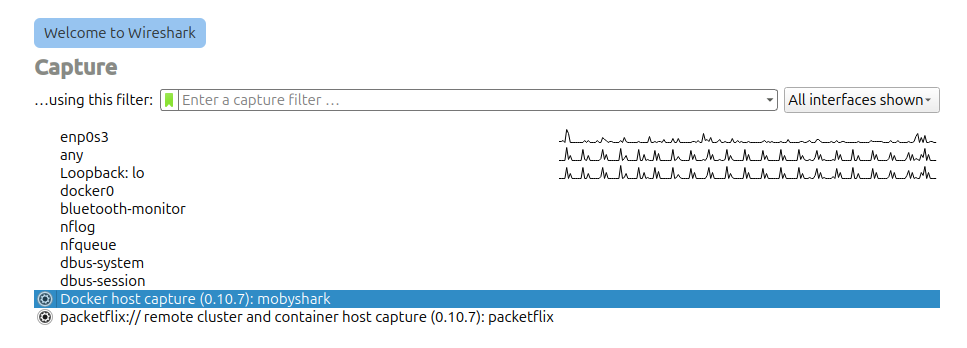 Welcome to Wireshark
Capture
…using this filter: Enter a capture filter … All interfaces shown
enp0s3
any
Loopback: lo
docker0
bluetooth-monitor
nflog
nfqueue
dbus-system
dbus-session
Docker host capture (0.10.7): mobyshark
packetflix:// remote cluster and container host capture (0.10.7): packetflix